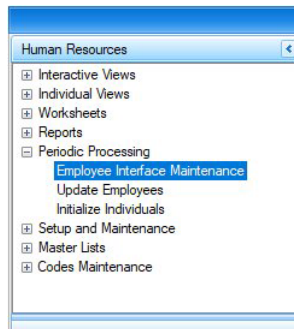 Human Resources
Interactive Views
Individual Views
Worksheets
Reports
Periodic Processing
Employee Interface Maintenance
Update Employees
Initialize Individuals
Setup and Maintenance
Master Lists
Codes Maintenance